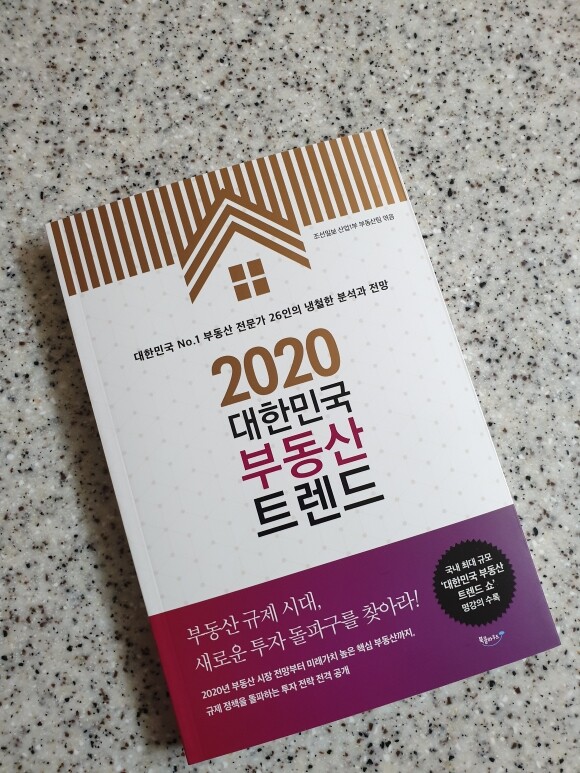 조선일보 산업1부 부동산팀 엮음
대한민국 No.1 부동산 전문가 26인의 냉철한 분석과 전망
2020
대한민국
부동산
트렌드
국내 최대 규모
‘대한민국 부동산
트렌드 쇼’
명강의 수록
부동산 규제 시대,
새로운 투자 돌파구를 찾아라!
2020년 부동산 시장 전망부터 미래가치 높은 핵심 부동산까지,
규제 정책을 돌파하는 투자 전략 전격 공개
북클라우드